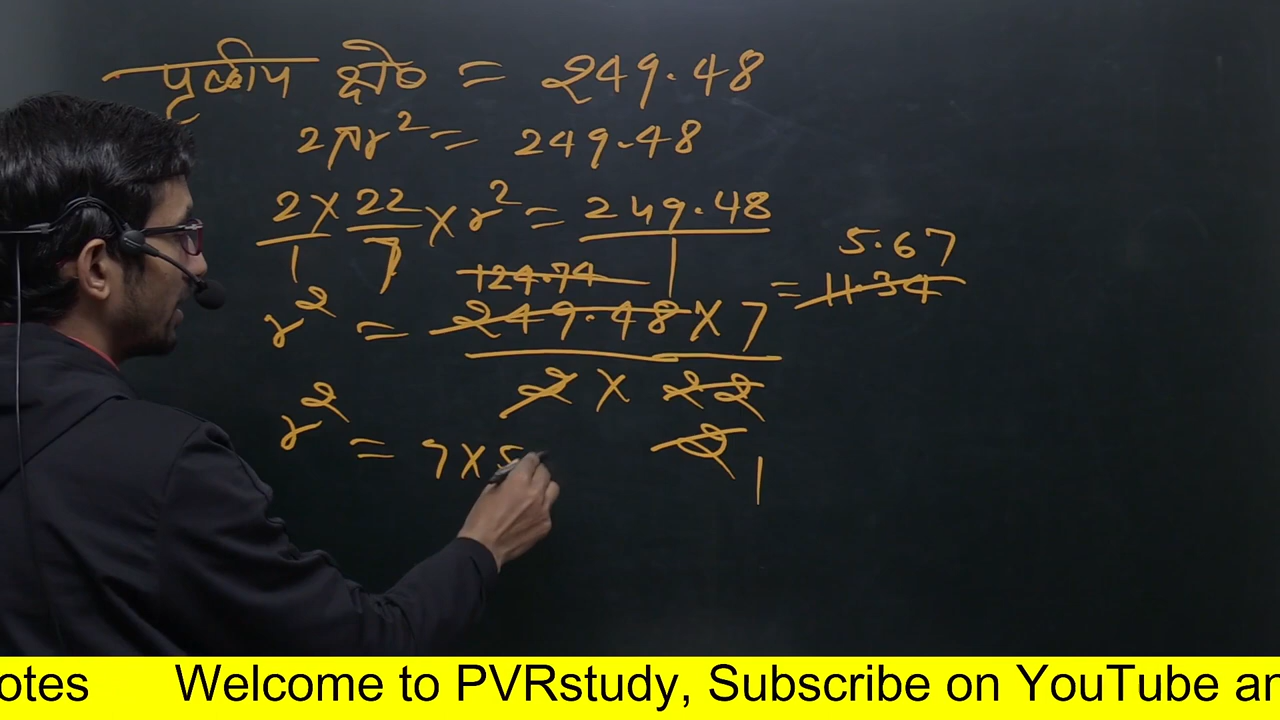 पृष्ठीय क्षे० = 249.48
2πr² = 249.48
2/1 × 22/7 × r² = 249.48/1
5.67
124.74
= 11.34
r² = 249.48 × 7
2 × 22
r² = 7 × 5
2
1
otes Welcome to PVRstudy, Subscribe on YouTube an